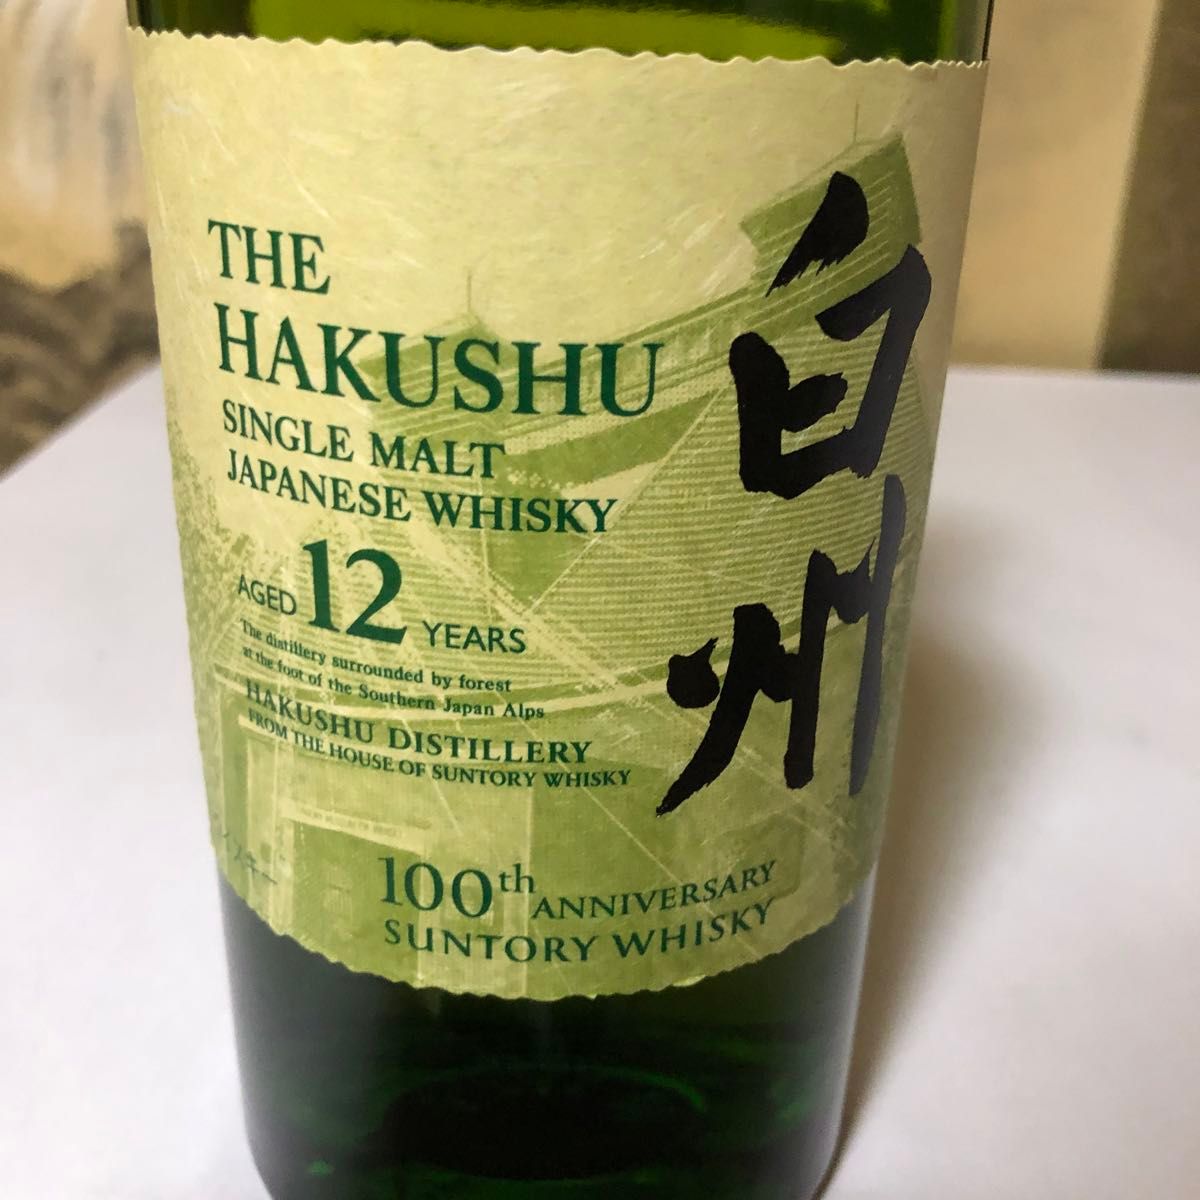 THE
HAKUSHU
SINGLE MALT
JAPANESE WHISKY
AGED 12 YEARS
The distillery surrounded by forest
at the foot of the Southern Japan Alps
HAKUSHU DISTILLERY
FROM THE HOUSE OF SUNTORY WHISKY
白州
100th ANNIVERSARY
SUNTORY WHISKY